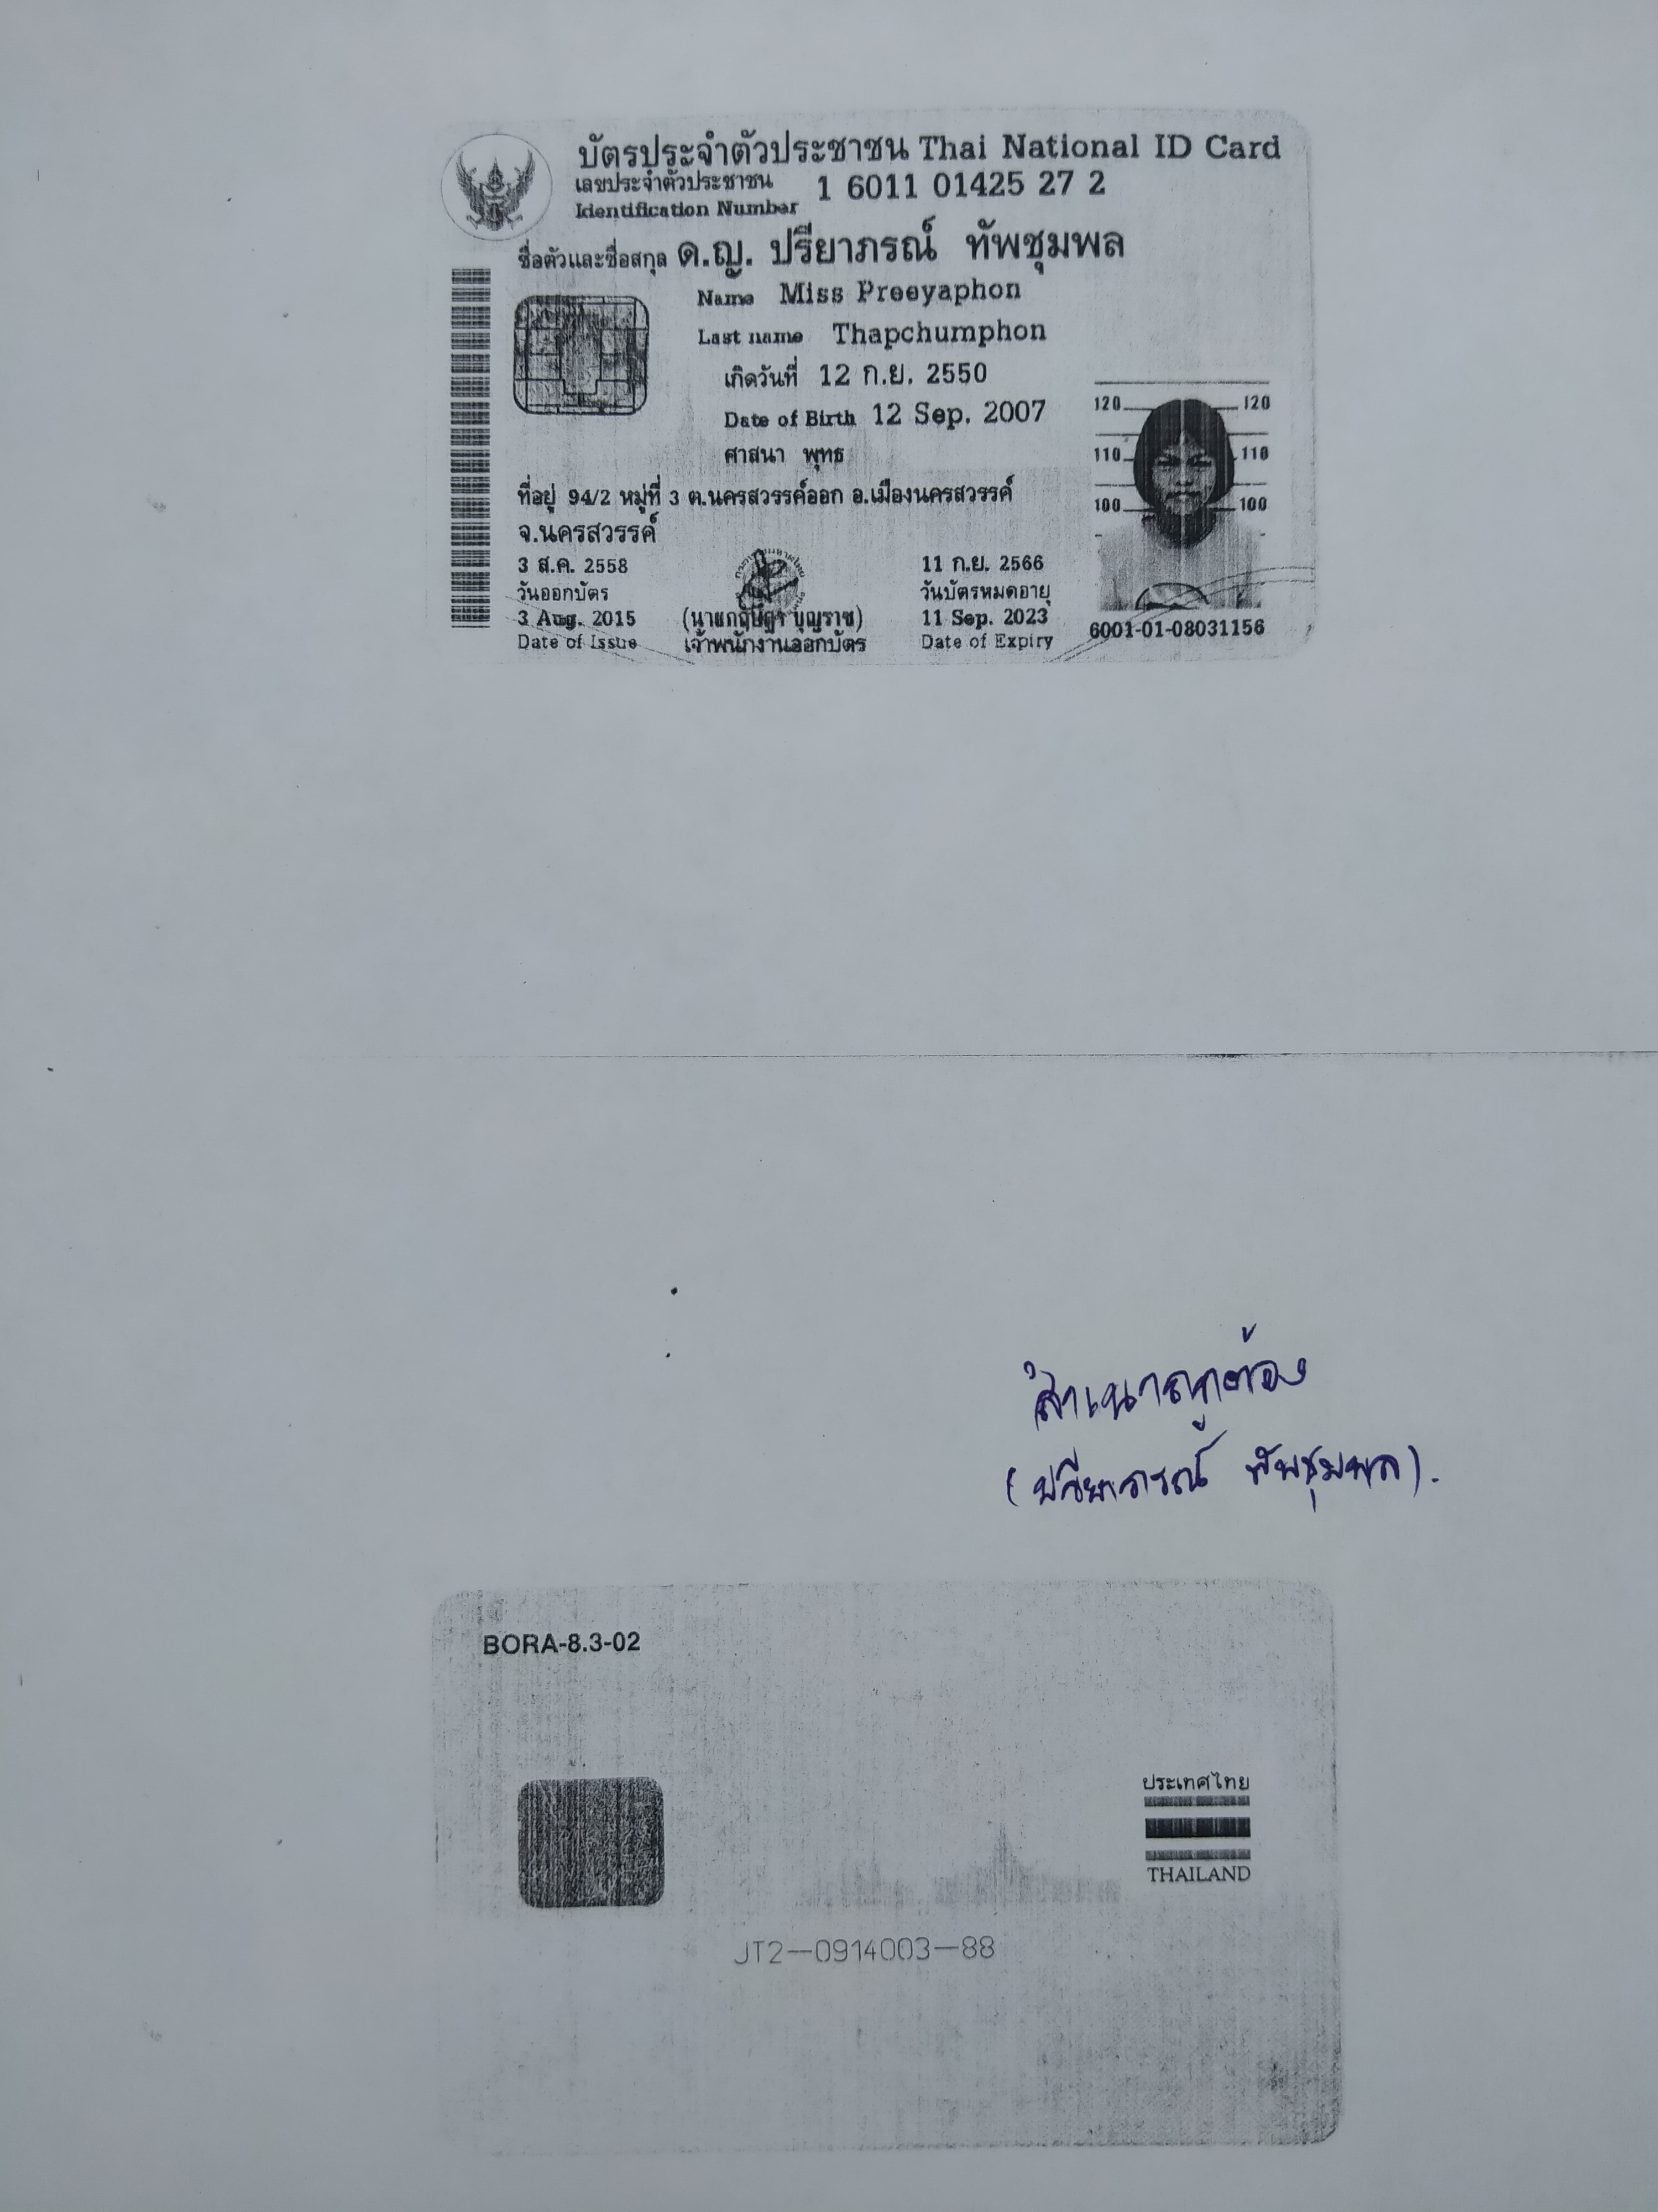 บัตรประจำตัวประชาชน Thai National ID Card
เลขประจำตัวประชาชน 1 6011 01425 27 2
Identification Number
ชื่อตัวและชื่อสกุล ด.ญ. ปรียาภรณ์ ทัพชุมพล
Name Miss Preeyaphon
Last name Thapchumphon
เกิดวันที่ 12 ก.ย. 2550
Date of Birth 12 Sep. 2007
ศาสนา พุทธ
ที่อยู่ 94/2 หมู่ที่ 3 ต.นครสวรรค์ออก อ.เมืองนครสวรรค์
จ.นครสวรรค์
120 120
110 110
100 100
3 ส.ค. 2558 11 ก.ย. 2566
วันออกบัตร วันบัตรหมดอายุ
3 Aug. 2015 (นายกฤษฎา บุญราช) 11 Sep. 2023
Date of Issue เจ้าพนักงานออกบัตร Date of Expiry
6001-01-08031156
สำเนาถูกต้อง
(ปรียาภรณ์ ทัพชุมพล).
BORA-8.3-02
ประเทศไทย
THAILAND
JT2-0914003-88